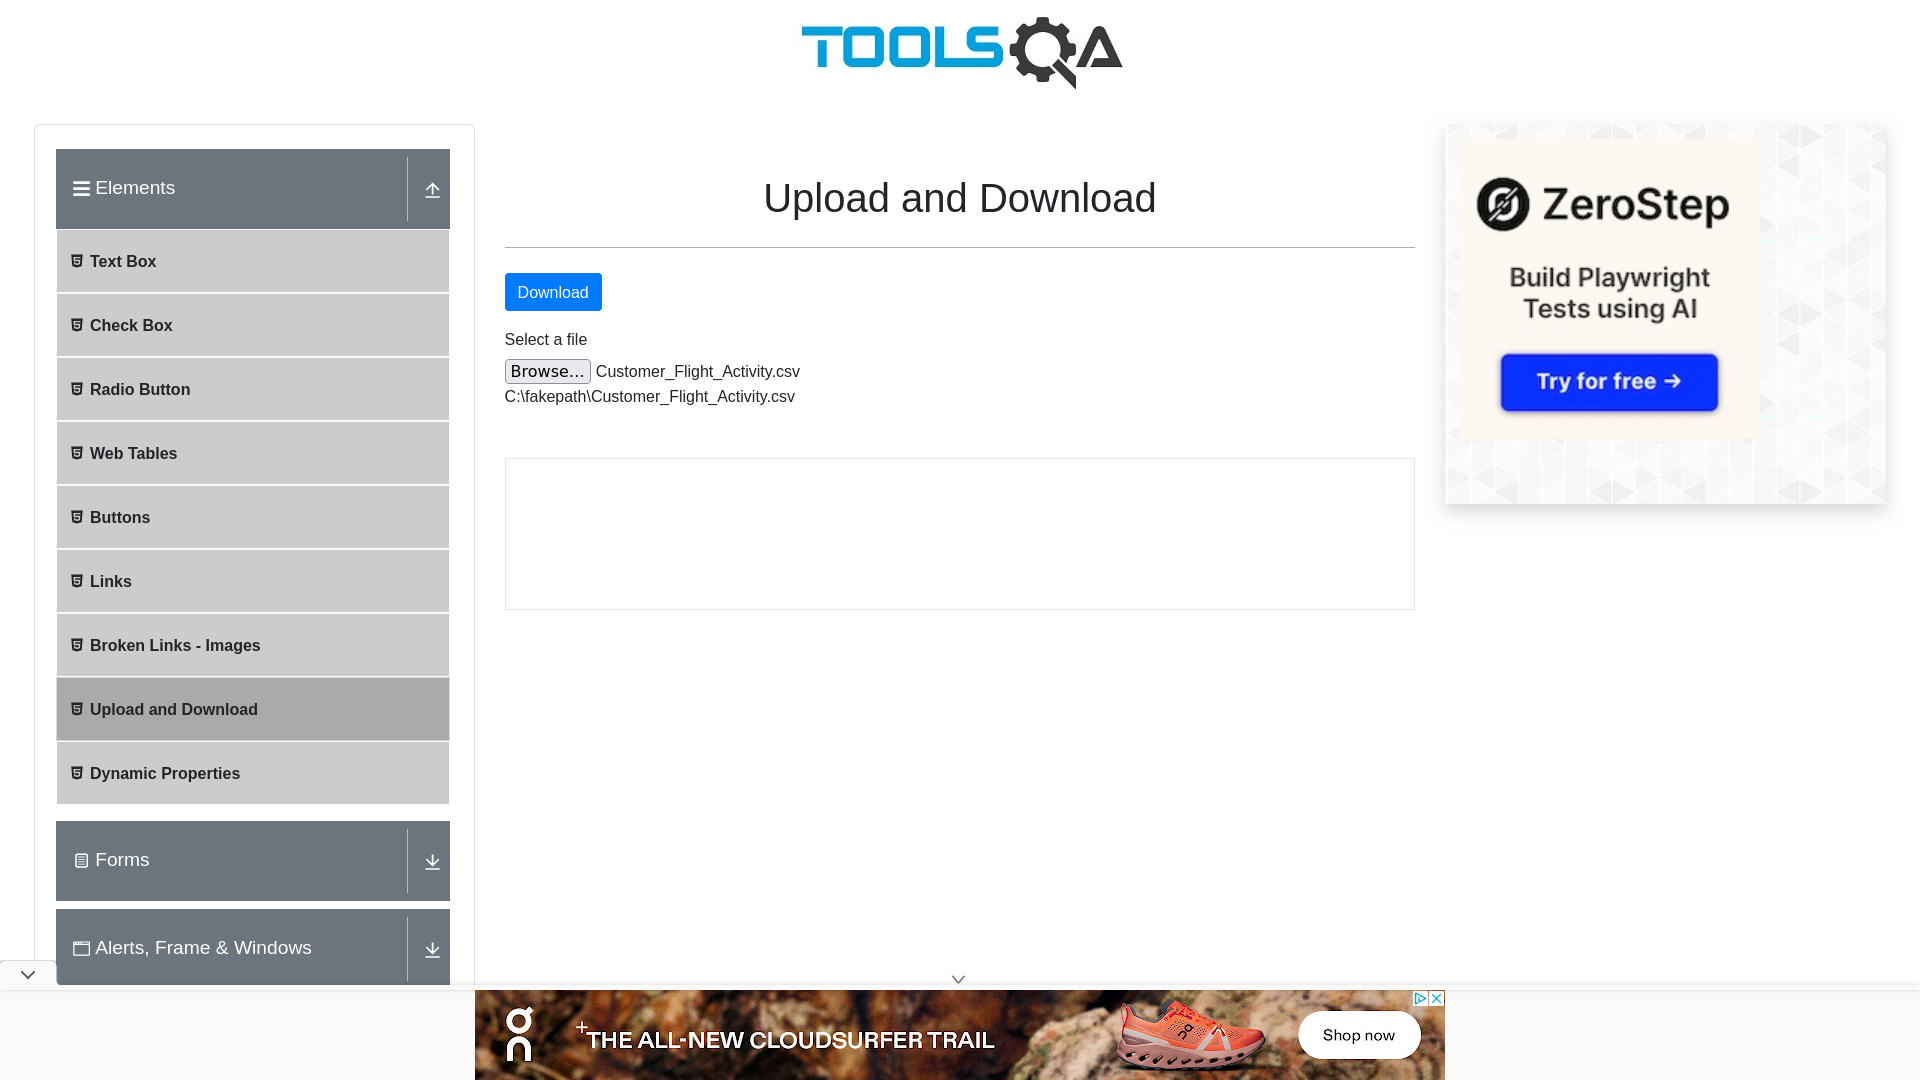 TOOLSQA
Elements
Text Box
Check Box
Radio Button
Web Tables
Buttons
Links
Broken Links - Images
Upload and Download
Dynamic Properties
Forms
Alerts, Frame & Windows
Upload and Download
Download
Select a file
Browse... Customer_Flight_Activity.csv
C:\fakepath\Customer_Flight_Activity.csv
ZeroStep
Build Playwright
Tests using AI
Try for free →
on
THE ALL-NEW CLOUDSURFER TRAIL
Shop now